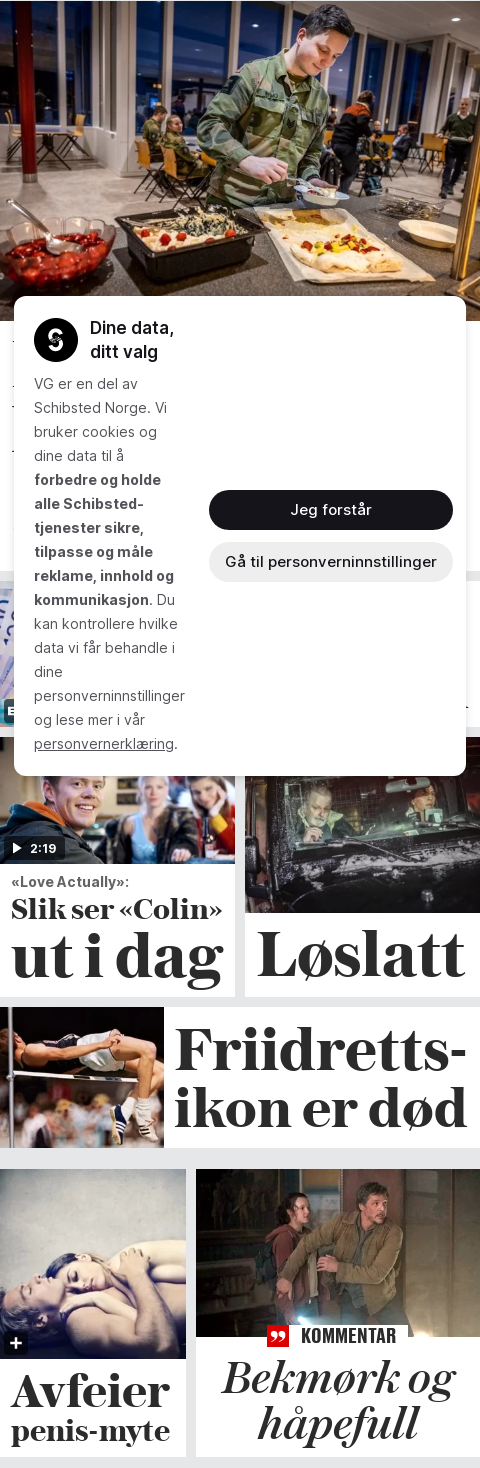 Dine data,
ditt valg
VG er en del av
Schibsted Norge. Vi
bruker cookies og
dine data til å
forbedre og holde
alle Schibsted-
tjenester sikre,
tilpasse og måle
reklame, innhold og
kommunikasjon. Du
kan kontrollere hvilke
data vi får behandle i
dine
personverninnstillinger
og lese mer i vår
personvernerklæring.
Jeg forstår
Gå til personverninnstillinger
2:19
«Love Actually»:
Slik ser «Colin»
ut i dag
Løslatt
Friidretts-
ikon er død
Avfeier
penis-myte
KOMMENTAR
Bekmørk og
håpefull